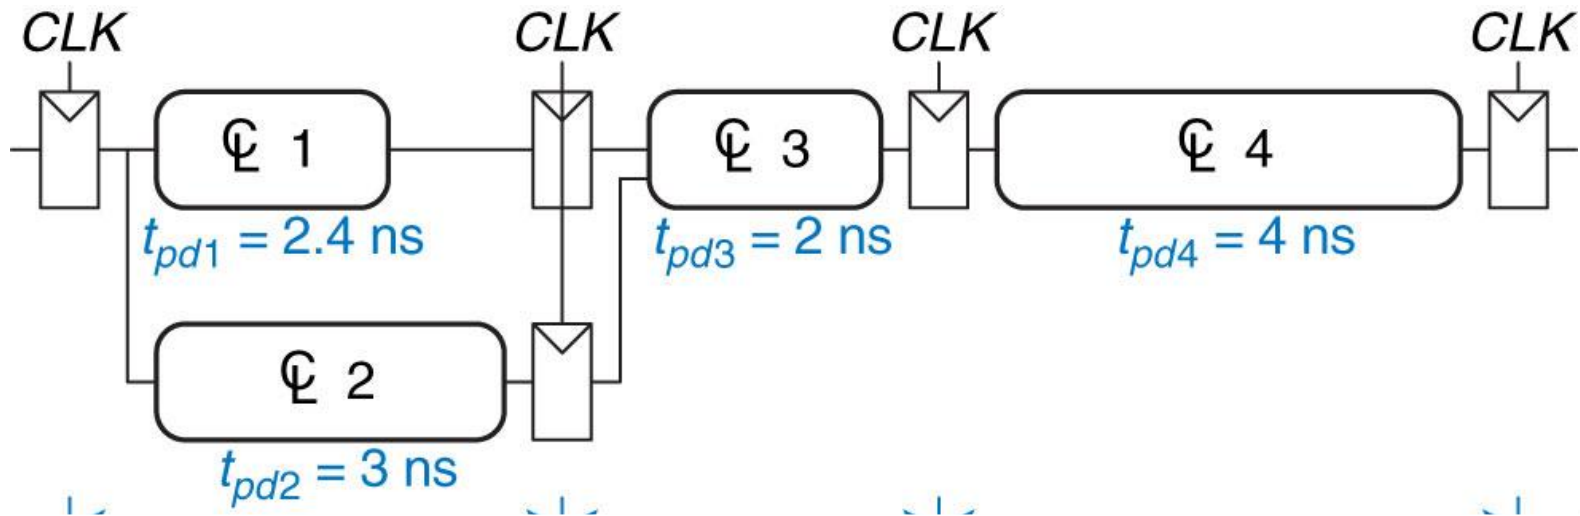 CLK CLK CLK CLK
CL 1 CL 3 CL 4
tpd1 = 2.4 ns tpd3 = 2 ns tpd4 = 4 ns
CL 2
tpd2 = 3 ns